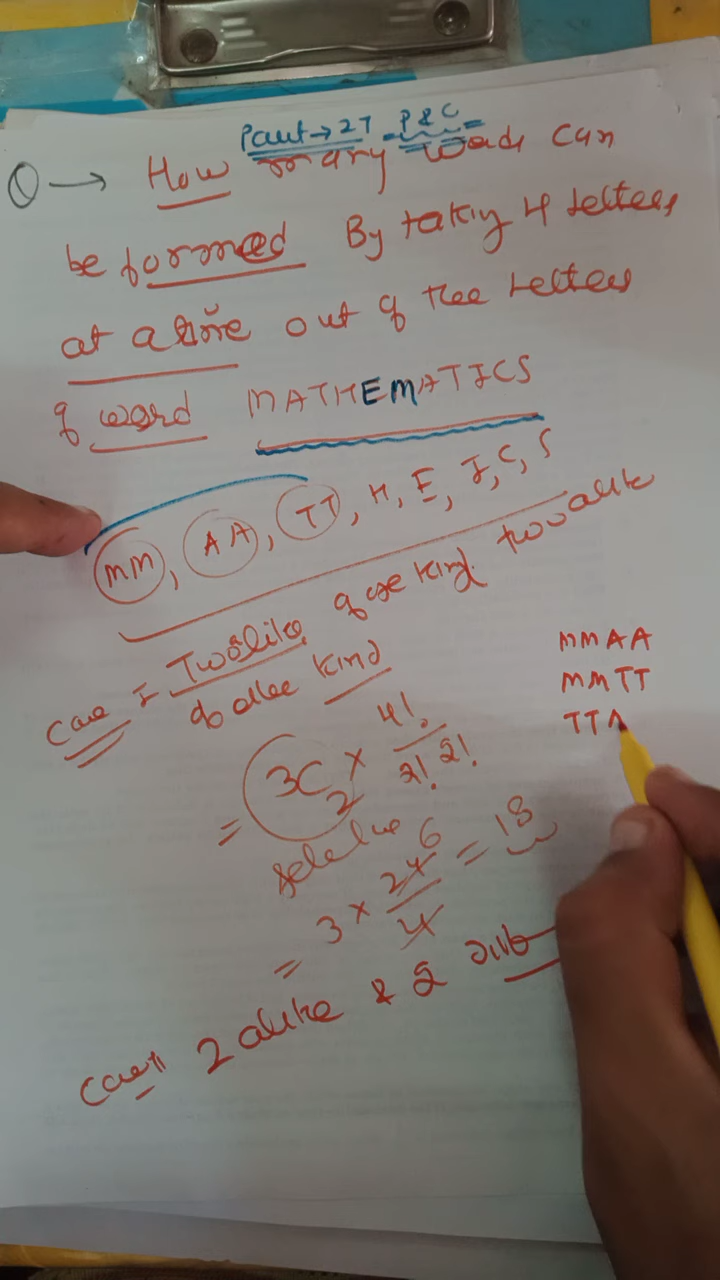 Part→27 P&C
Q → How many words can
be formed By taking 4 letters
at a time out of the letters
of word MATHEMATICS
MM, AA, TT, H, E, I, C, S
Case I Two alike of one kind two alike
of other kind
= 3C2 × 4!/2!2!
MMAA
MMTT
TTA
= 3 × 24/4 = 18
6
Case II 2 alike & 2 diff